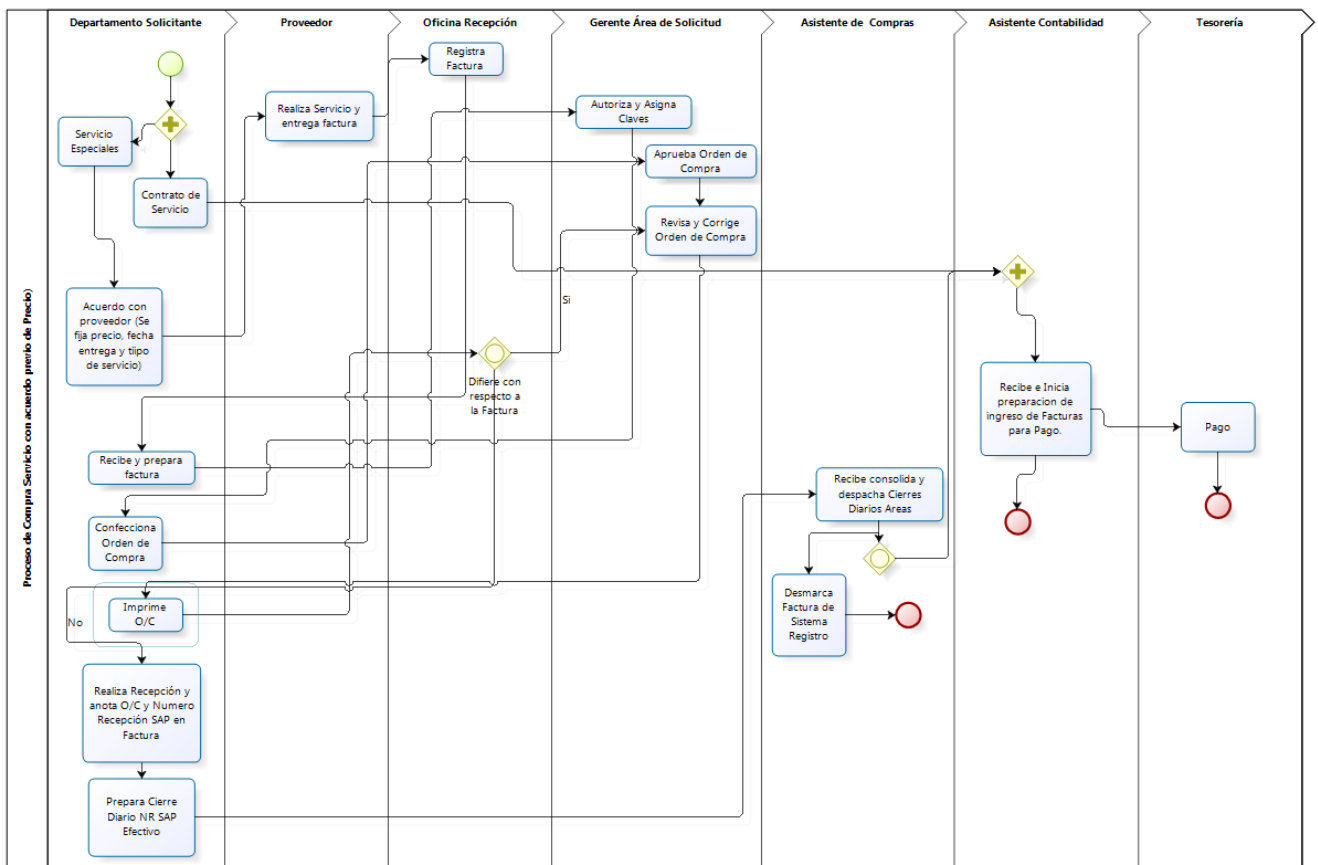 Proceso de Compra Servicio con acuerdo previo de Precio)
Departamento Solicitante
Proveedor
Oficina Recepción
Gerente Área de Solicitud
Asistente de Compras
Asistente Contabilidad
Tesorería
Registra
Factura
Realiza Servicio y
entrega factura
Autoriza y Asigna
Claves
Servicio
Especiales
Aprueba Orden de
Compra
Contrato de
Servicio
Revisa y Corrige
Orden de Compra
Si
Acuerdo con
proveedor (Se
fija precio, fecha
entrega y tiipo
de servicio)
Difiere con
respecto a
la Factura
Recibe e Inicia
preparacion de
ingreso de Facturas
para Pago.
Pago
Recibe y prepara
factura
Recibe consolida y
despacha Cierres
Diarios Areas
Confecciona
Orden de
Compra
Imprime
O/C
No
Desmarca
Factura de
Sistema
Registro
Realiza Recepción y
anota O/C y Numero
Recepción SAP en
Factura
Prepara Cierre
Diario NR SAP
Efectivo